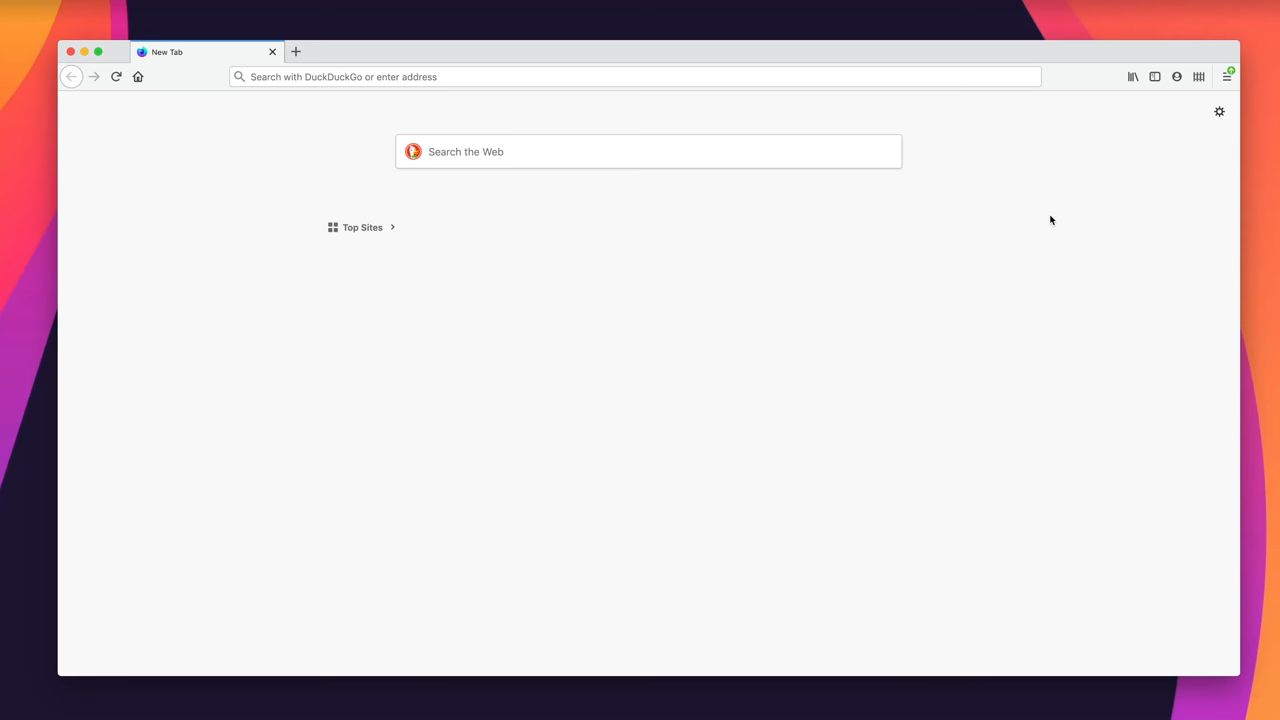 New Tab
Search with DuckDuckGo or enter address
Search the Web
Top Sites